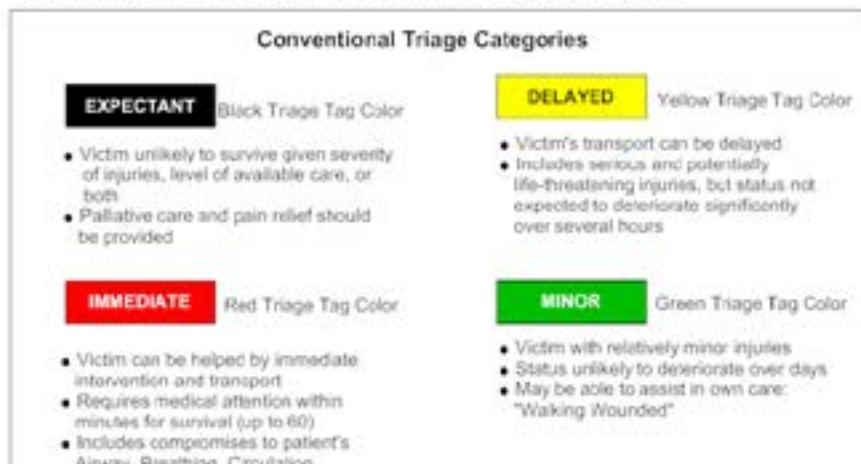 Conventional Triage Categories
EXPECTANT Black Triage Tag Color
• Victim unlikely to survive given severity
of injuries, level of available care, or
both
• Palliative care and pain relief should
be provided
DELAYED Yellow Triage Tag Color
• Victim's transport can be delayed
• Includes serious and potentially
life-threatening injuries, but status not
expected to deteriorate significantly
over several hours
IMMEDIATE Red Triage Tag Color
• Victim can be helped by immediate
intervention and transport
• Requires medical attention within
minutes for survival (up to 60)
• Includes compromises to patient's
Airway, Breathing, Circulation
MINOR Green Triage Tag Color
• Victim with relatively minor injuries
• Status unlikely to deteriorate over days
• May be able to assist in own care:
"Walking Wounded"